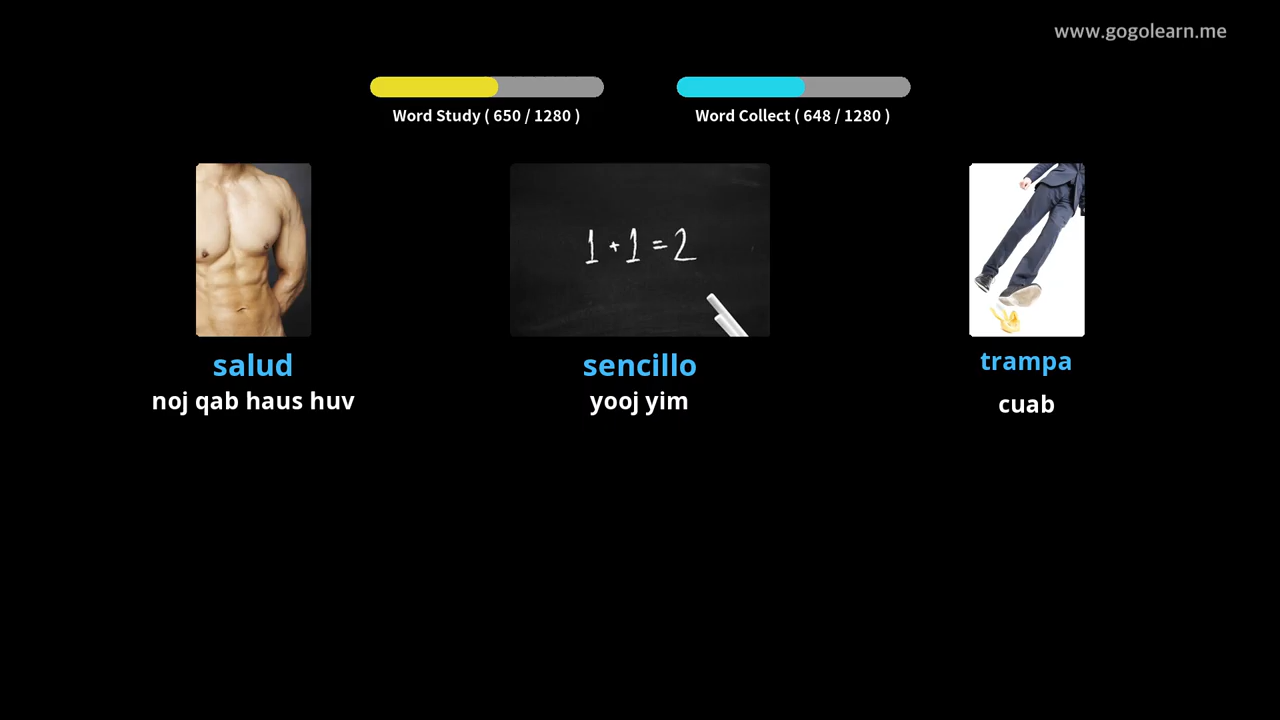 www.gogolearn.me
Word Study ( 650 / 1280 )
Word Collect ( 648 / 1280 )
1 + 1 = 2
salud
sencillo
trampa
noj qab haus huv
yooj yim
cuab